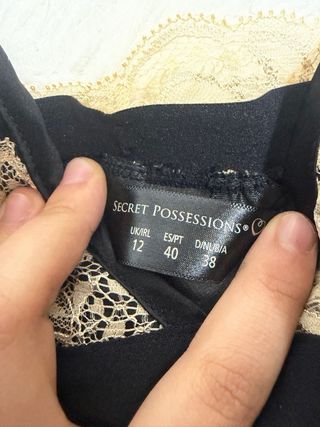 SECRET POSSESSIONS®
UK/IRL ES/PT D/NL/B/A
12 40 38